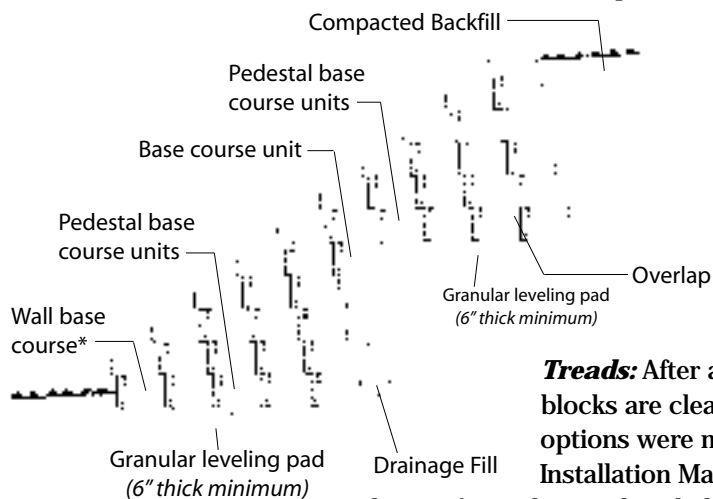 Compacted Backfill
Pedestal base
course units
Base course unit
Pedestal base
course units
Overlap
Granular leveling pad
(6" thick minimum)
Wall base
course*
Treads: After a
blocks are clea
options were n
Installation Ma
Granular leveling pad
(6" thick minimum)
Drainage Fill